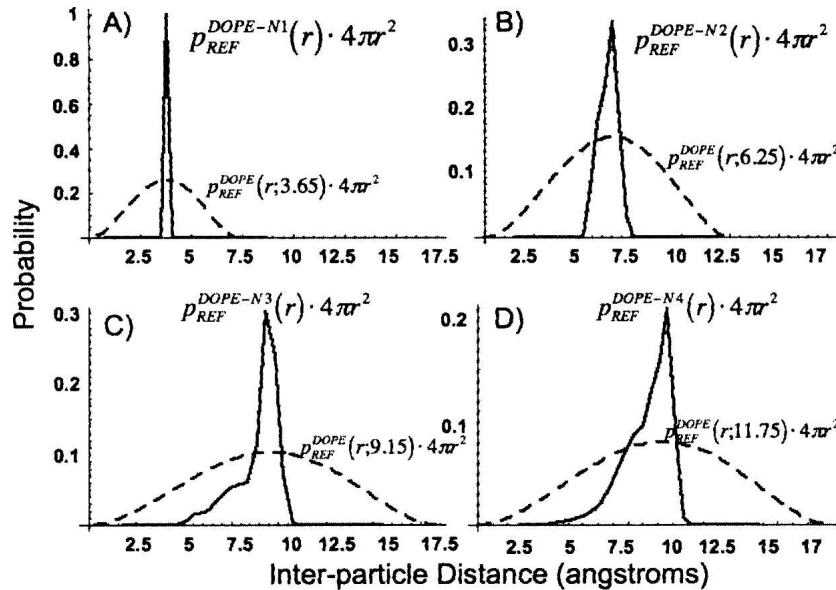 A)
p_REF^DOPE-N1(r)·4πr²
p_REF^DOPE(r;3.65)·4πr²
1
0.8
0.6
0.4
0.2
2.5 5 7.5 10 12.5 15 17.5
B)
p_REF^DOPE-N2(r)·4πr²
p_REF^DOPE(r;6.25)·4πr²
0.3
0.2
0.1
2.5 5 7.5 10 12.5 15 17
C)
p_REF^DOPE-N3(r)·4πr²
p_REF^DOPE(r;9.15)·4πr²
0.3
0.2
0.1
2.5 5 7.5 10 12.5 15 17.5
D)
p_REF^DOPE-N4(r)·4πr²
p_REF^DOPE(r;11.75)·4πr²
0.2
0.1
2.5 5 7.5 10 12.5 15 17
Probability
Inter-particle Distance (angstroms)